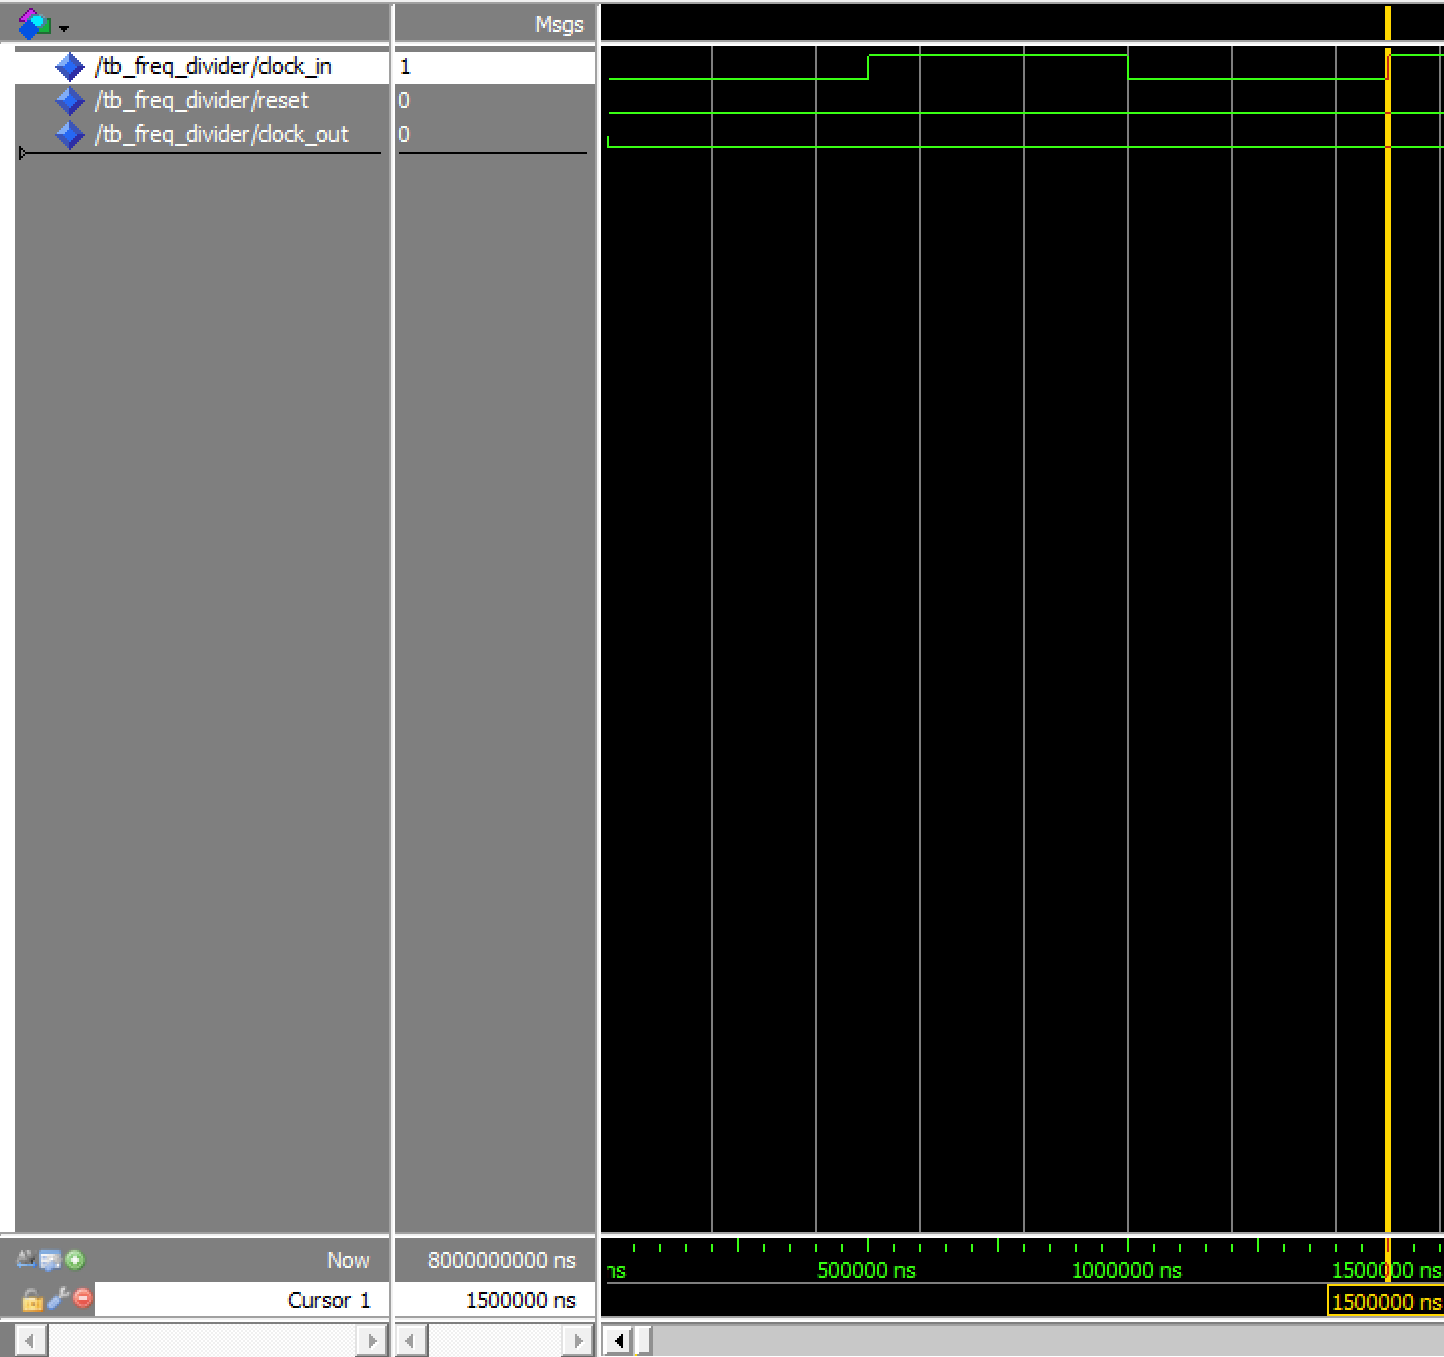 Msgs
/tb_freq_divider/clock_in 1
/tb_freq_divider/reset 0
/tb_freq_divider/clock_out 0
Now 8000000000 ns ns 500000 ns 1000000 ns 1500000 ns
Cursor 1 1500000 ns 1500000 ns